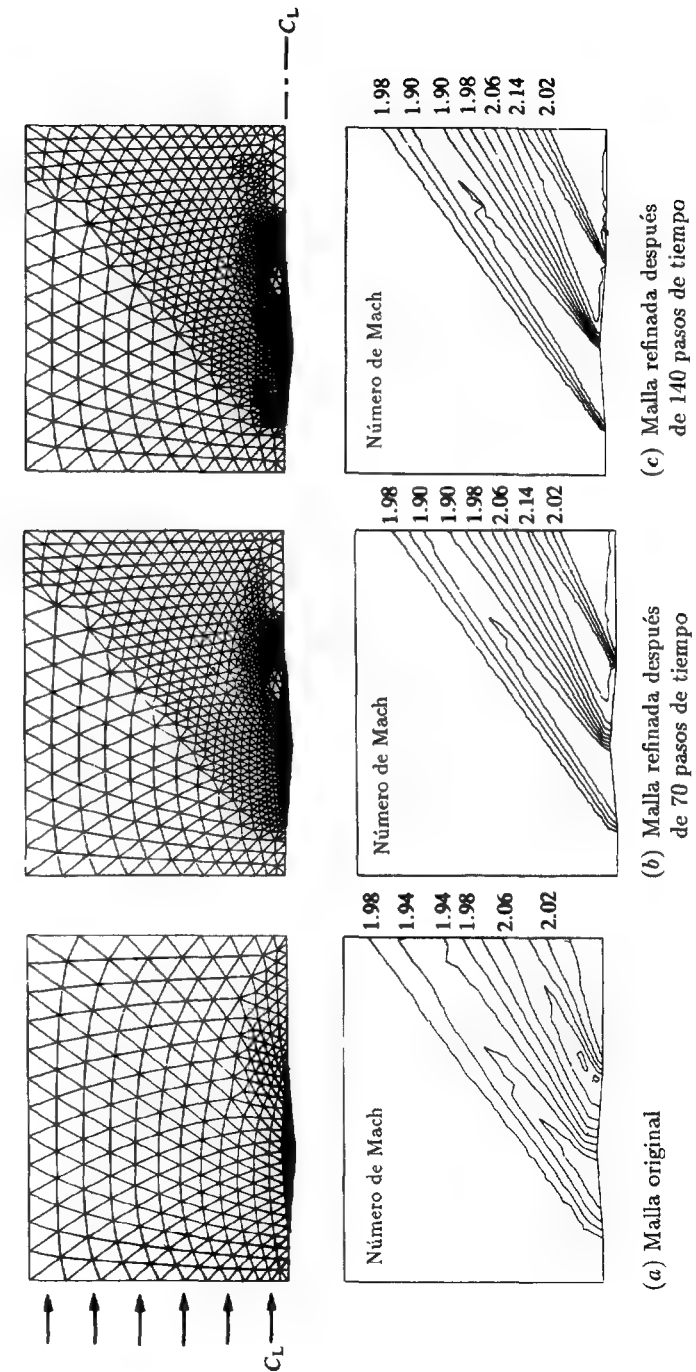 C_L
C_L
Número de Mach
1.98
1.94
1.94
1.98
2.06
2.02
(a) Malla original
Número de Mach
1.98
1.90
1.90
1.98
2.06
2.14
2.02
(b) Malla refinada después
de 70 pasos de tiempo
Número de Mach
1.98
1.90
1.90
1.98
2.06
2.14
2.02
(c) Malla refinada después
de 140 pasos de tiempo